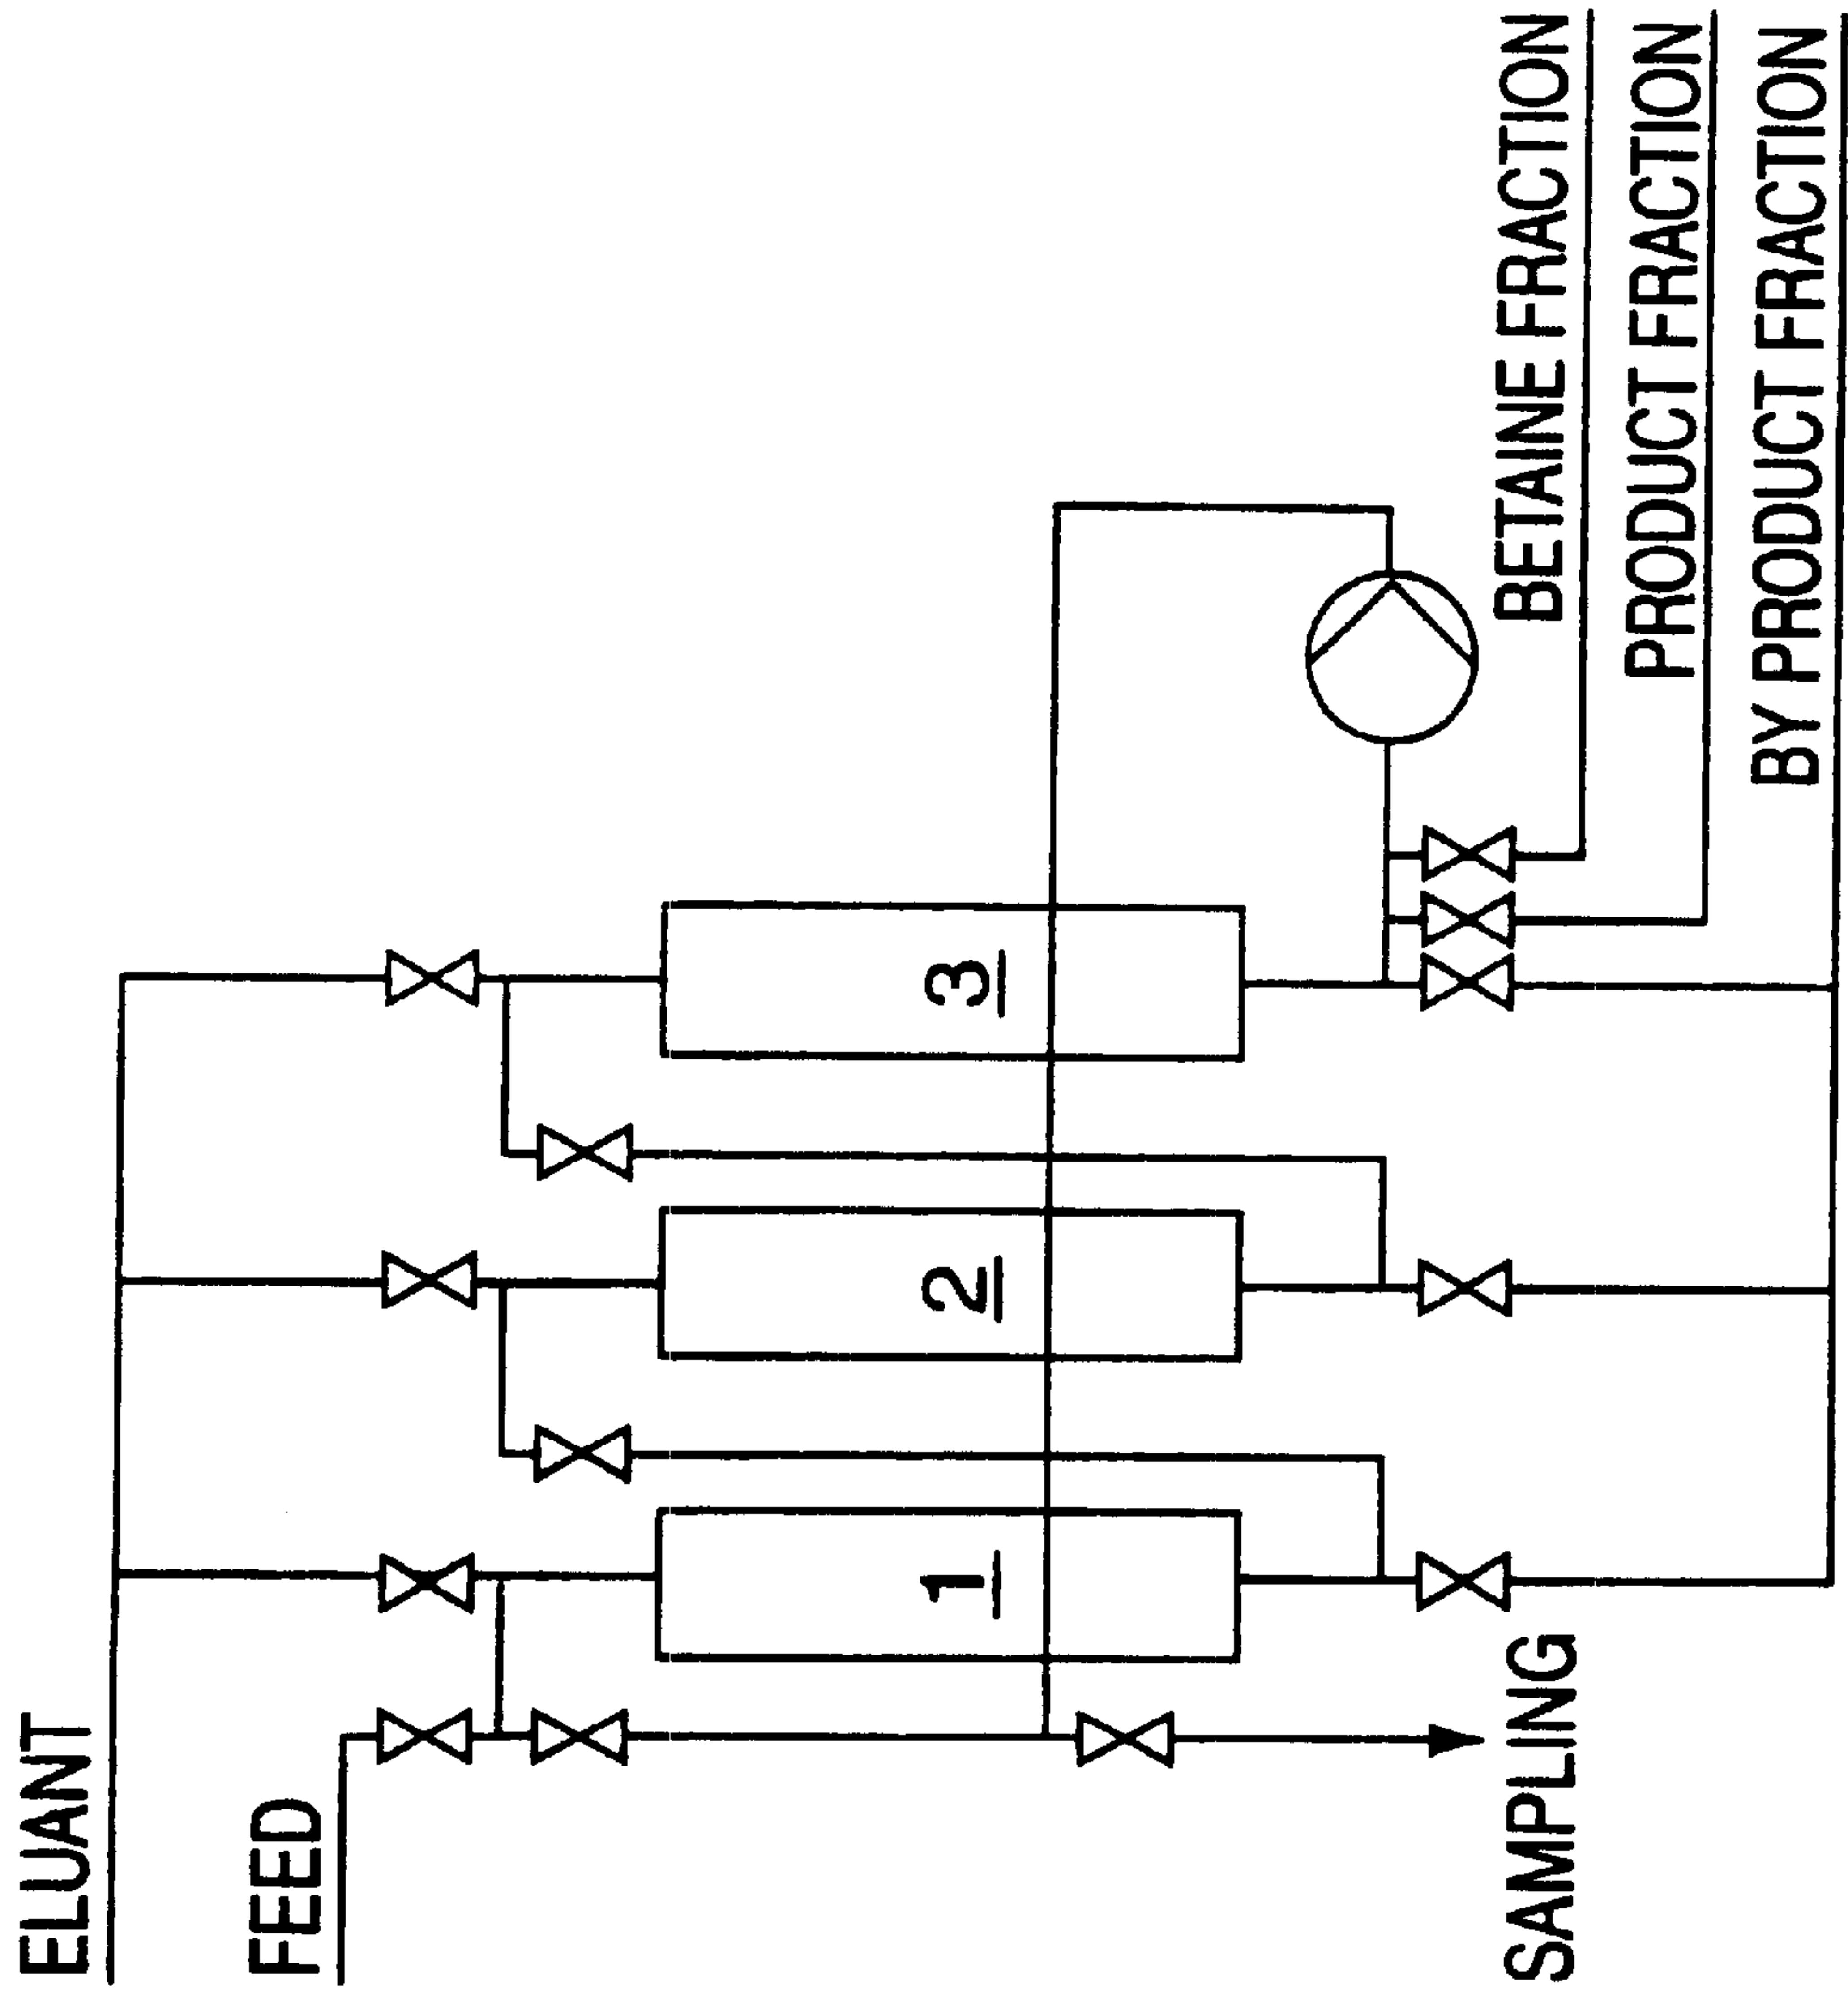 ELUANT
FEED
1
2
3
SAMPLING
BETAINE FRACTION
PRODUCT FRACTION
BY PRODUCT FRACTION